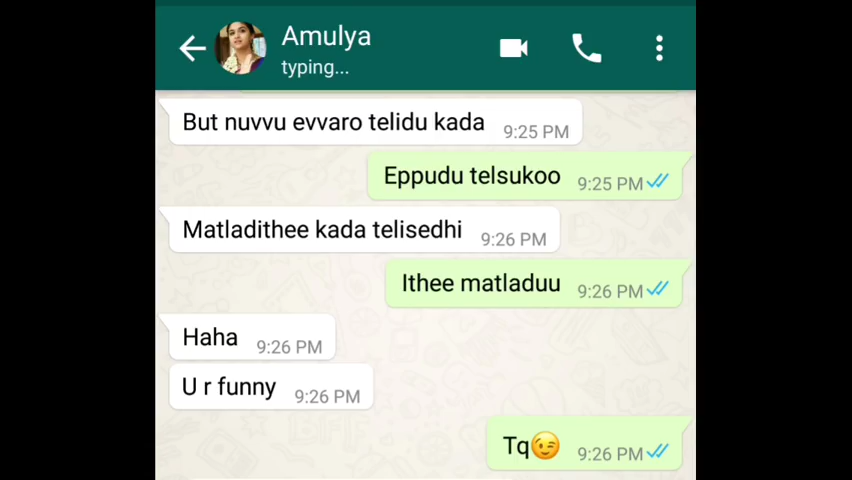 Amulya
typing...
But nuvvu evvaro telidu kada 9:25 PM
Eppudu telsukoo 9:25 PM
Matladithee kada telisedhi 9:26 PM
Ithee matladuu 9:26 PM
Haha 9:26 PM
U r funny 9:26 PM
Tq😉 9:26 PM